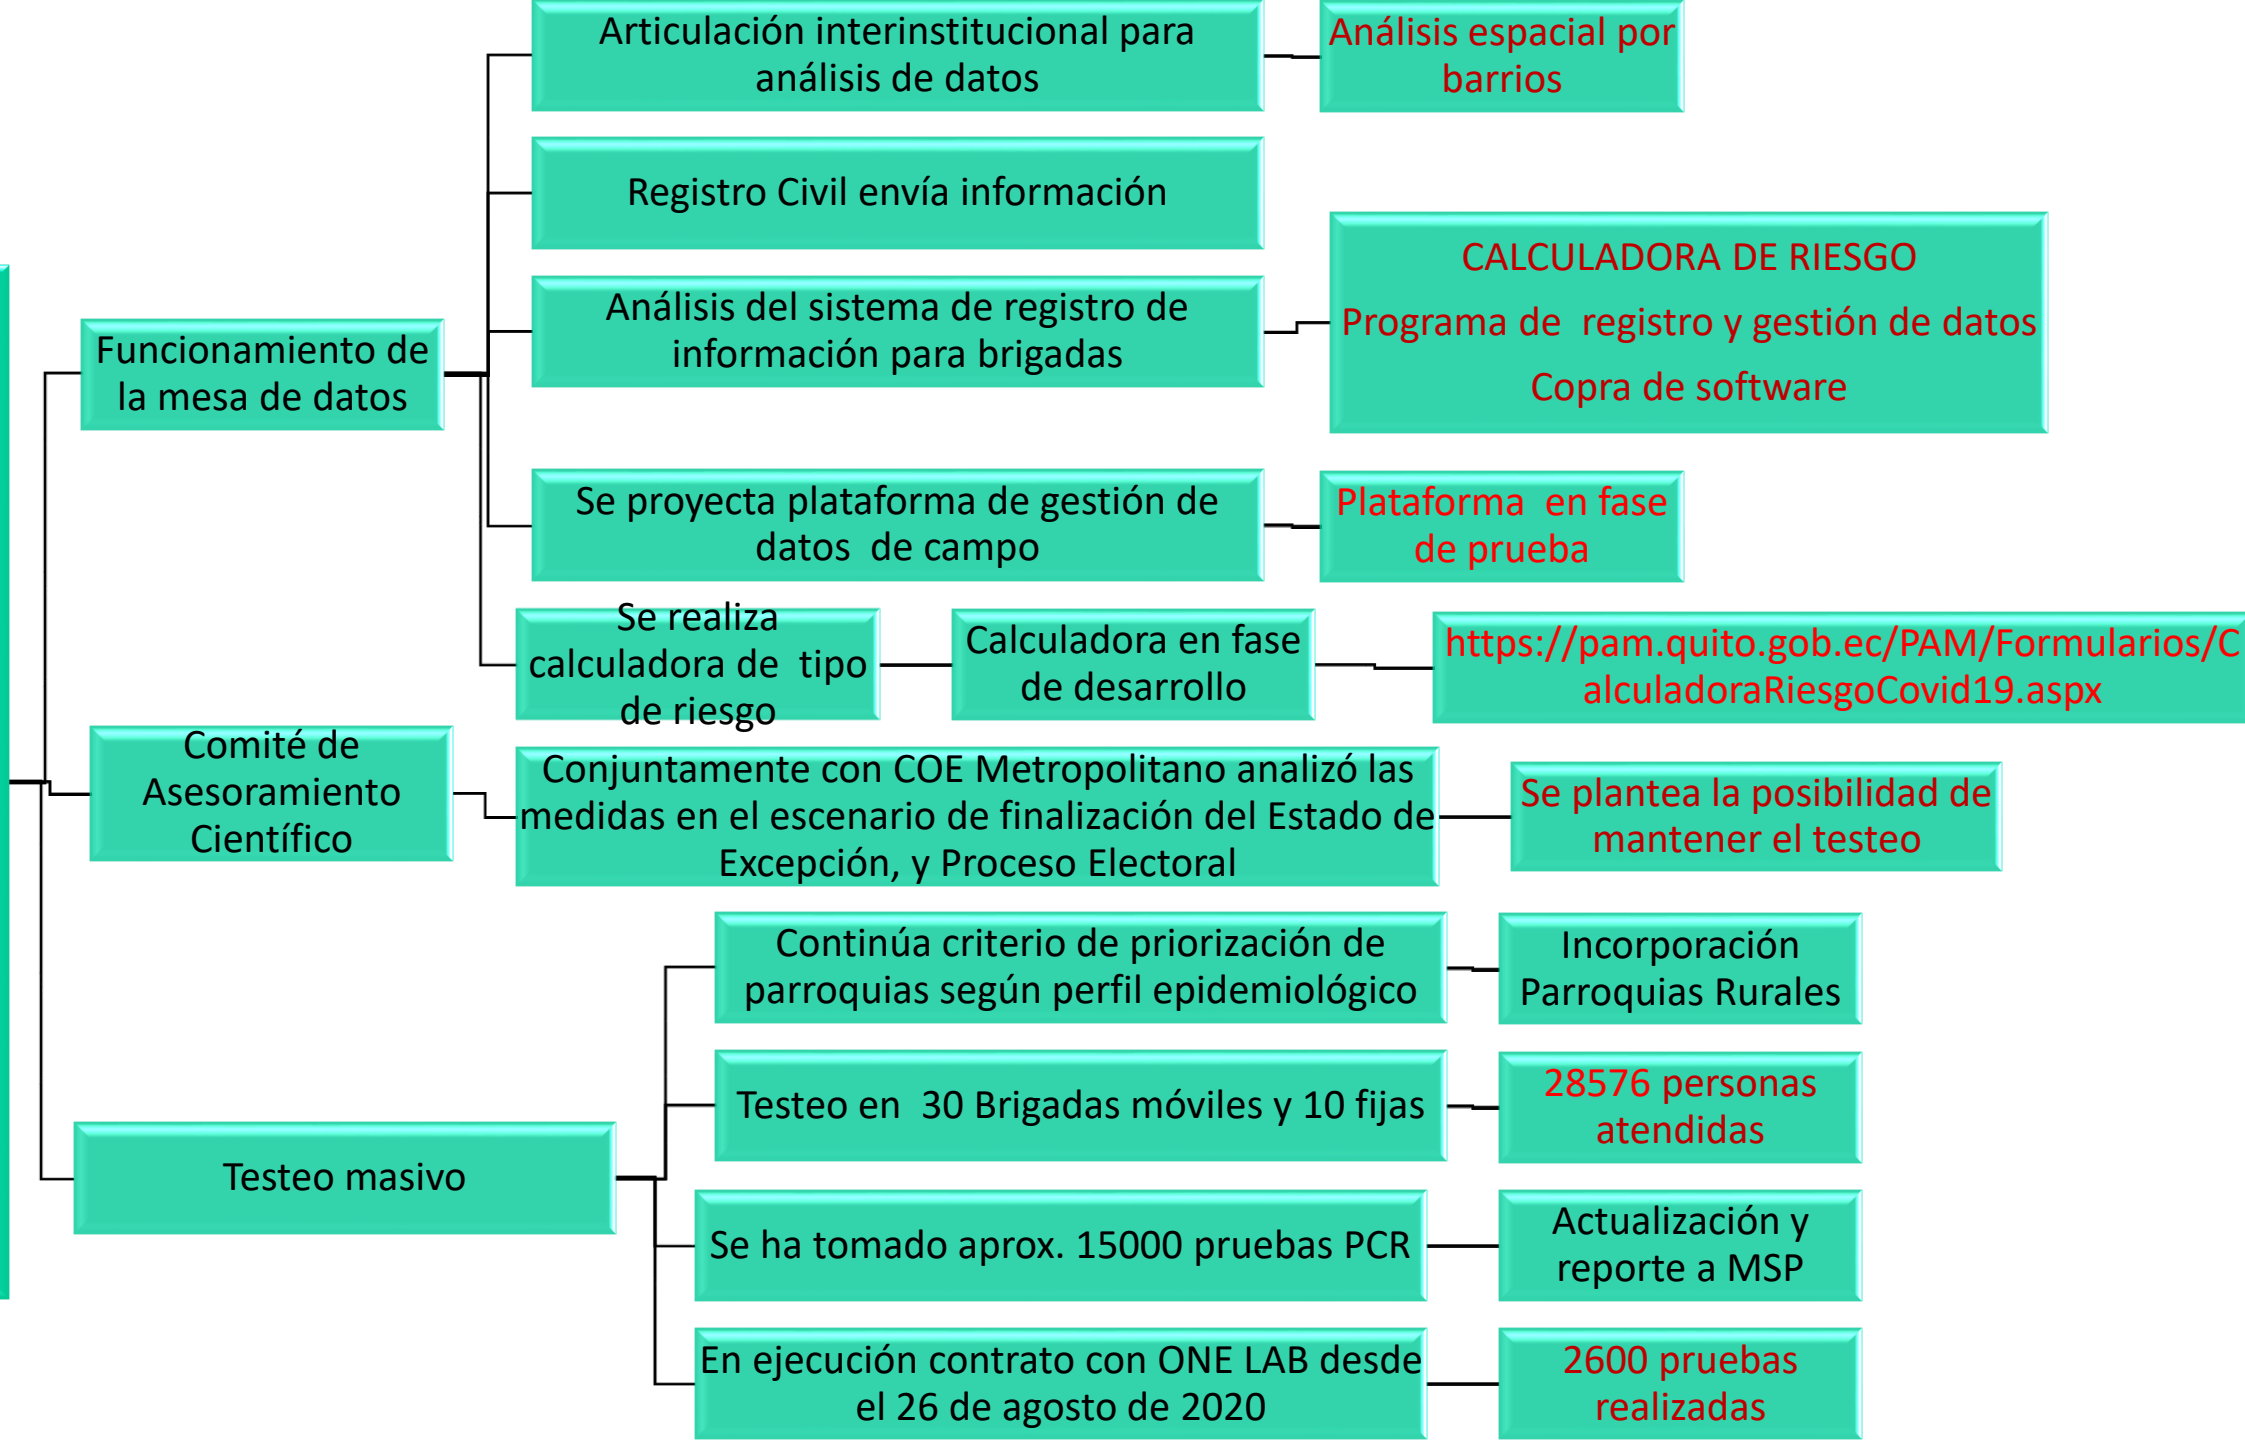 Articulación interinstitucional para
análisis de datos
Análisis espacial por
barrios
Registro Civil envía información
Análisis del sistema de registro de
información para brigadas
CALCULADORA DE RIESGO
Programa de  registro y gestión de datos
Copra de software
Funcionamiento de
la mesa de datos
Se proyecta plataforma de gestión de
datos  de campo
Plataforma  en fase
de prueba
Se realiza
calculadora de  tipo
de riesgo
Calculadora en fase
de desarrollo
https://pam.quito.gob.ec/PAM/Formularios/C
alculadoraRiesgoCovid19.aspx
Comité de
Asesoramiento
Científico
Conjuntamente con COE Metropolitano analizó las
medidas en el escenario de finalización del Estado de
Excepción, y Proceso Electoral
Se plantea la posibilidad de
mantener el testeo
Testeo masivo
Continúa criterio de priorización de
parroquias según perfil epidemiológico
Incorporación
Parroquias Rurales
Testeo en  30 Brigadas móviles y 10 fijas
28576 personas
atendidas
Se ha tomado aprox. 15000 pruebas PCR
Actualización y
reporte a MSP
En ejecución contrato con ONE LAB desde
el 26 de agosto de 2020
2600 pruebas
realizadas